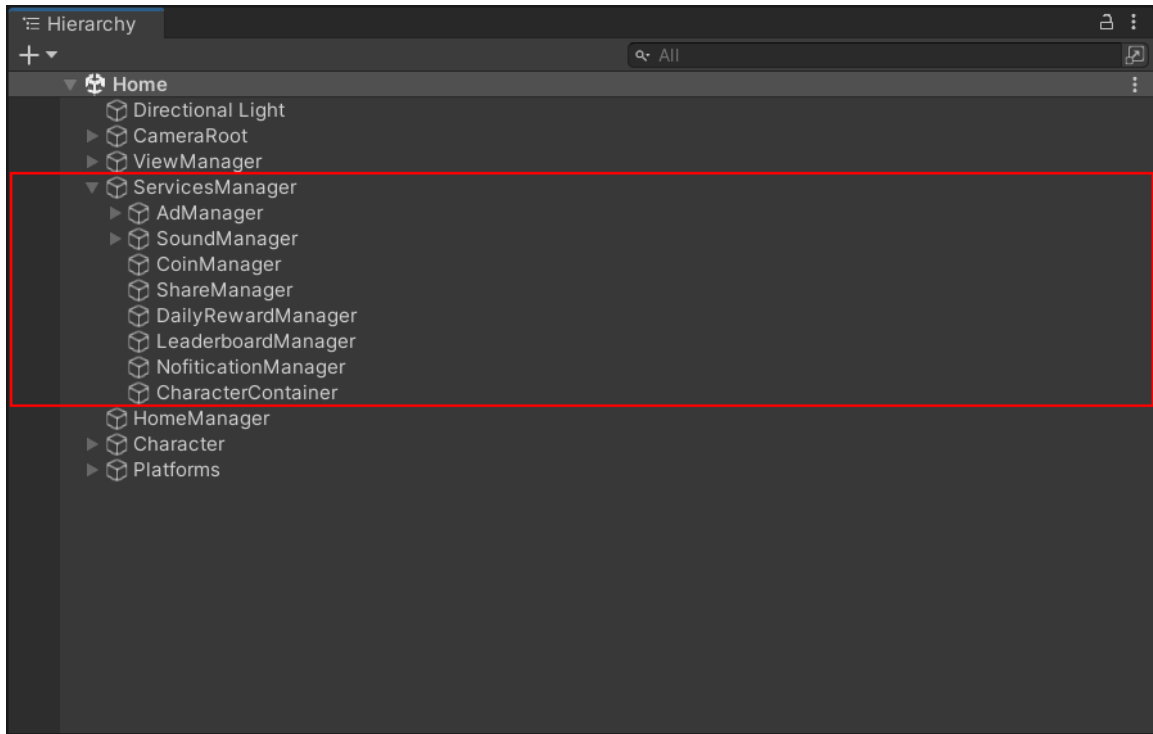 Hierarchy
All
Home
Directional Light
CameraRoot
ViewManager
ServicesManager
AdManager
SoundManager
CoinManager
ShareManager
DailyRewardManager
LeaderboardManager
NofiticationManager
CharacterContainer
HomeManager
Character
Platforms